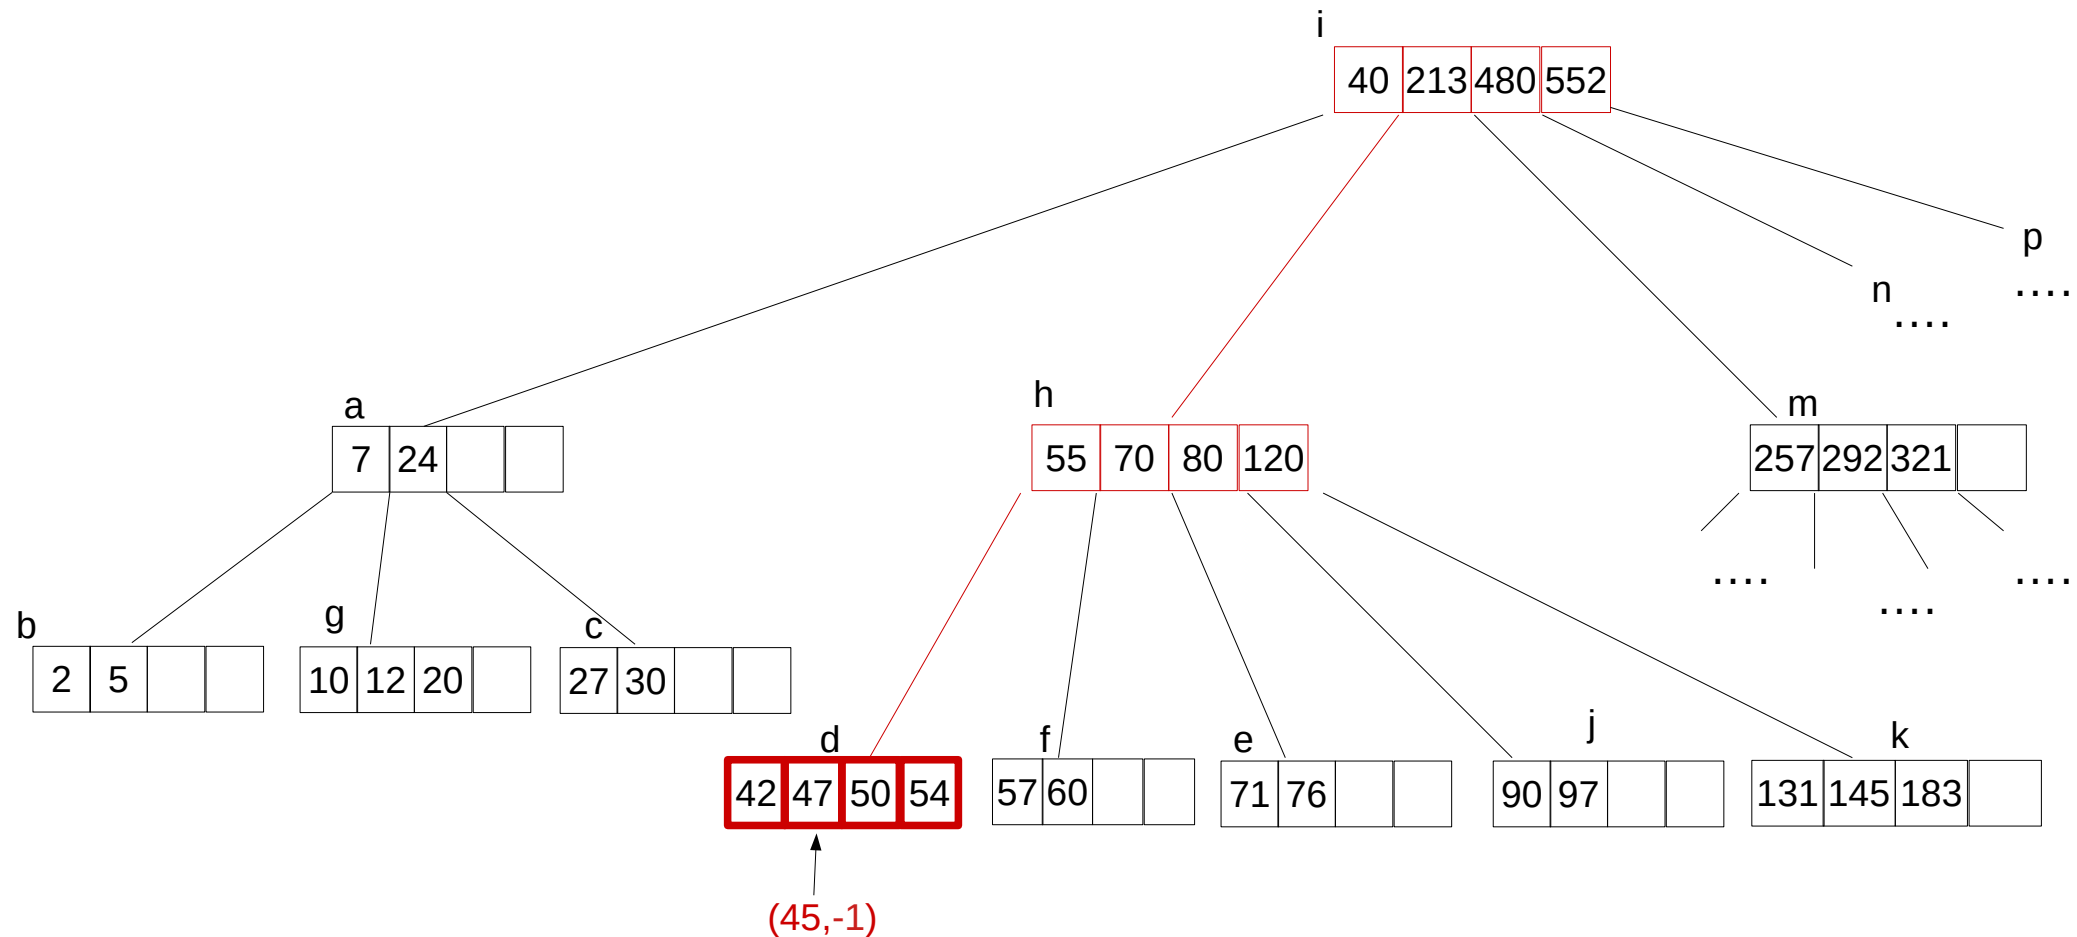 i
40 213 480 552
p
....
n
....
a
7 24
h
55 70 80 120
m
257 292 321
.... .... ....
b
2 5
g
10 12 20
c
27 30
d
42 47 50 54
f
57 60
e
71 76
j
90 97
k
131 145 183
(45,-1)